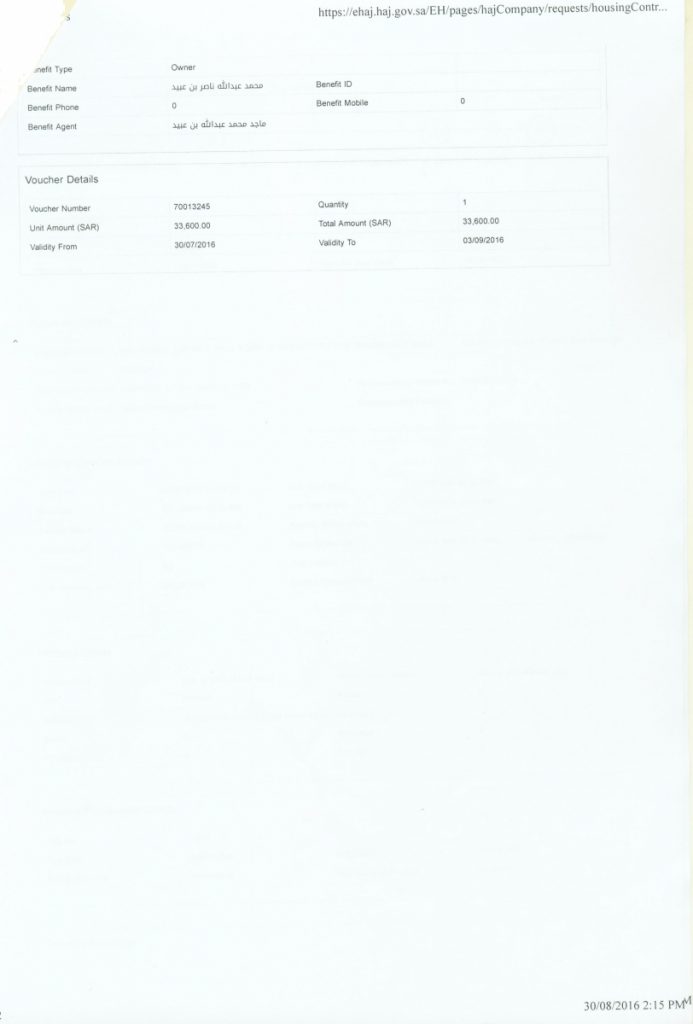 https://ehaj.haj.gov.sa/EH/pages/hajCompany/requests/housingContr...
Benefit Type Owner
Benefit Name محمد عبدالله ناصر بن عبيد Benefit ID
Benefit Phone 0 Benefit Mobile 0
Benefit Agent ماجد محمد عبدالله بن عبيد
Voucher Details
Voucher Number 70013245 Quantity 1
Unit Amount (SAR) 33,600.00 Total Amount (SAR) 33,600.00
Validity From 30/07/2016 Validity To 03/09/2016
30/08/2016 2:15 PM